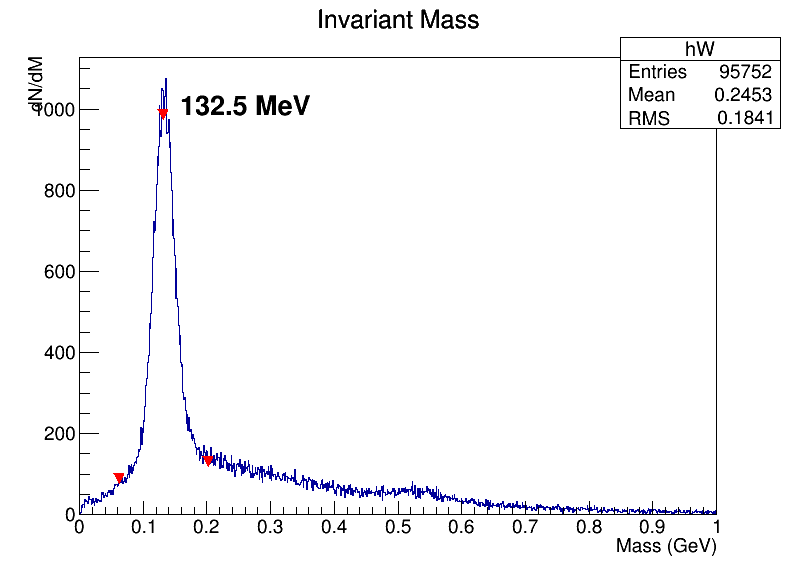 Invariant Mass
hW
Entries 95752
Mean 0.2453
RMS 0.1841
dN/dM
132.5 MeV
1000
800
600
400
200
0
0 0.1 0.2 0.3 0.4 0.5 0.6 0.7 0.8 0.9 1
Mass (GeV)